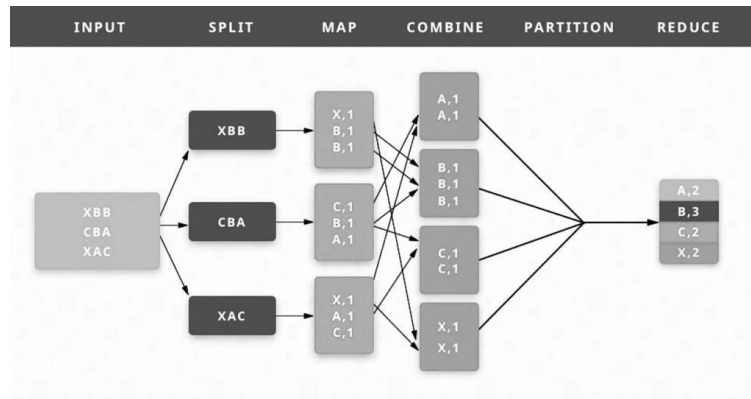 INPUT SPLIT MAP COMBINE PARTITION REDUCE
XBB
CBA
XAC
XBB
CBA
XAC
X,1
B,1
B,1
C,1
B,1
A,1
X,1
A,1
C,1
A,1
A,1
B,1
B,1
B,1
C,1
C,1
X,1
X,1
A,2
B,3
C,2
X,2